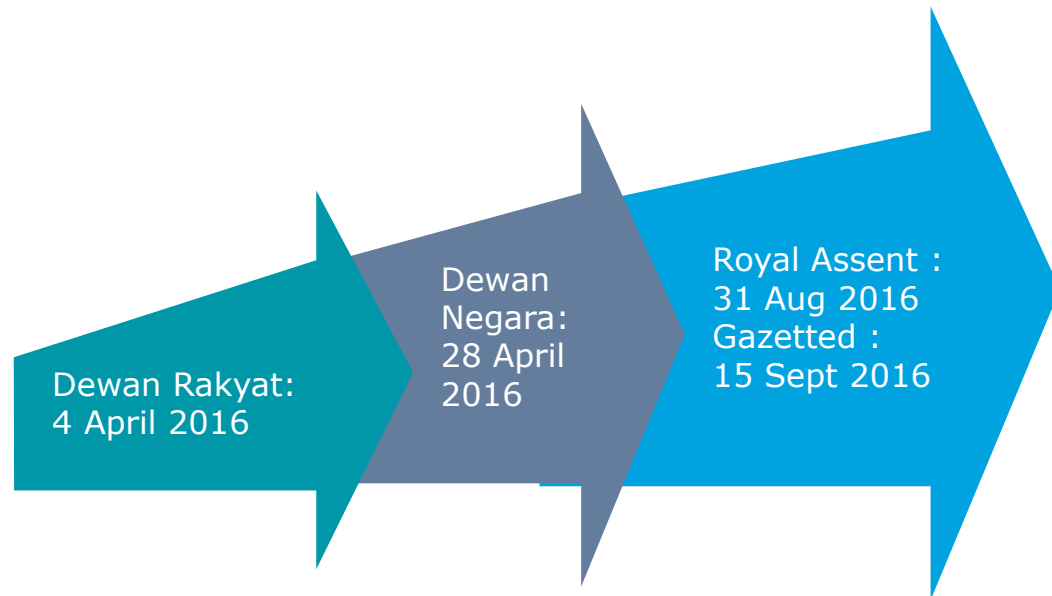 Dewan Rakyat:
4 April 2016
Dewan
Negara:
28 April
2016
Royal Assent :
31 Aug 2016
Gazetted :
15 Sept 2016